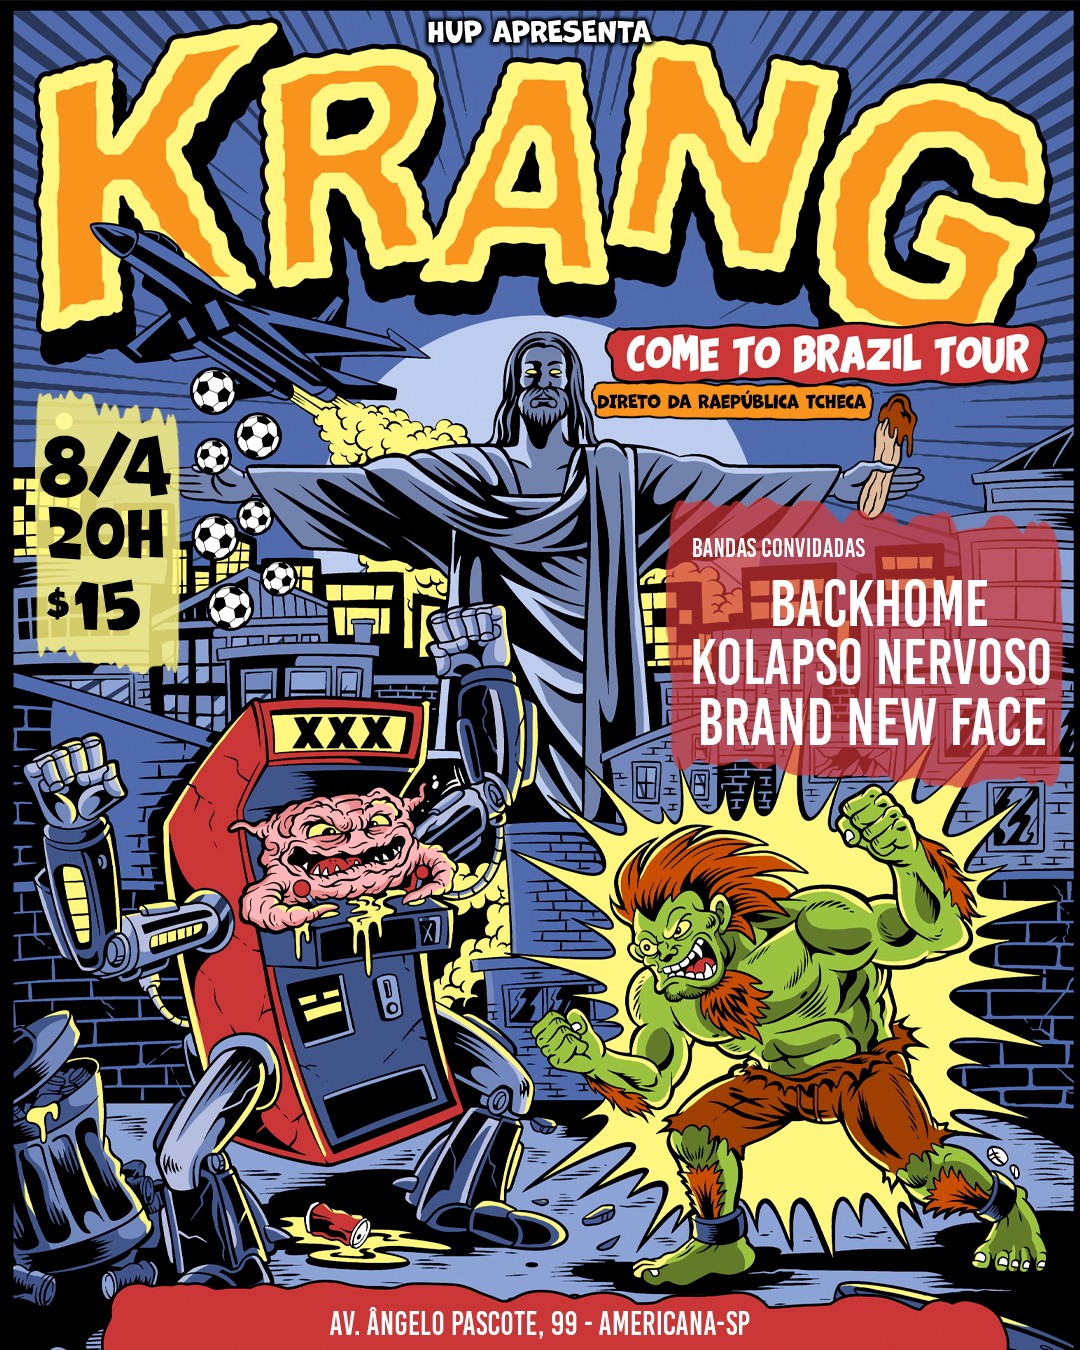 HUP APRESENTA
KRANG
COME TO BRAZIL TOUR
DIRETO DA RAEPÚBLICA TCHECA
8/4
20H
$15
BANDAS CONVIDADAS
BACKHOME
KOLAPSO NERVOSO
BRAND NEW FACE
XXX
AV. ÂNGELO PASCOTE, 99 - AMERICANA-SP